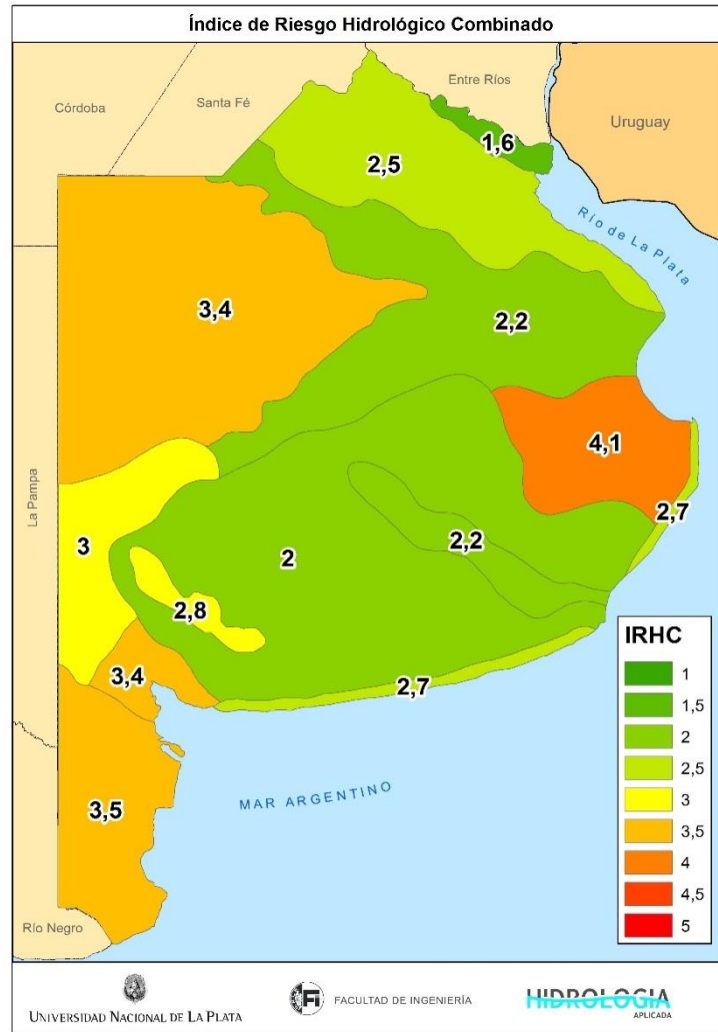 Índice de Riesgo Hidrológico Combinado
Entre Ríos
Córdoba
Santa Fé
Uruguay
1,6
2,5
Río de La Plata
3,4
2,2
4,1
La Pampa
2,7
3
2,2
2
2,8
3,4
2,7
3,5
MAR ARGENTINO
Río Negro
IRHC
1
1,5
2
2,5
3
3,5
4
4,5
5
UNIVERSIDAD NACIONAL DE LA PLATA
FI
FACULTAD DE INGENIERÍA
HIDROLOGIA
APLICADA